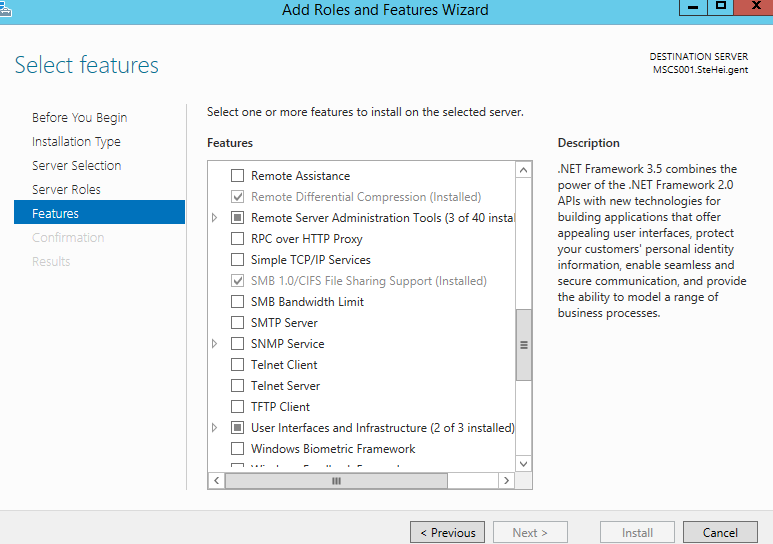 Add Roles and Features Wizard
Select features
DESTINATION SERVER
MSCS001.SteHei.gent
Before You Begin
Installation Type
Server Selection
Server Roles
Features
Confirmation
Results
Select one or more features to install on the selected server.
Features
Remote Assistance
Remote Differential Compression (Installed)
Remote Server Administration Tools (3 of 40 instal
RPC over HTTP Proxy
Simple TCP/IP Services
SMB 1.0/CIFS File Sharing Support (Installed)
SMB Bandwidth Limit
SMTP Server
SNMP Service
Telnet Client
Telnet Server
TFTP Client
User Interfaces and Infrastructure (2 of 3 installed)
Windows Biometric Framework
Description
.NET Framework 3.5 combines the
power of the .NET Framework 2.0
APIs with new technologies for
building applications that offer
appealing user interfaces, protect
your customers' personal identity
information, enable seamless and
secure communication, and provide
the ability to model a range of
business processes.
< Previous
Next >
Install
Cancel